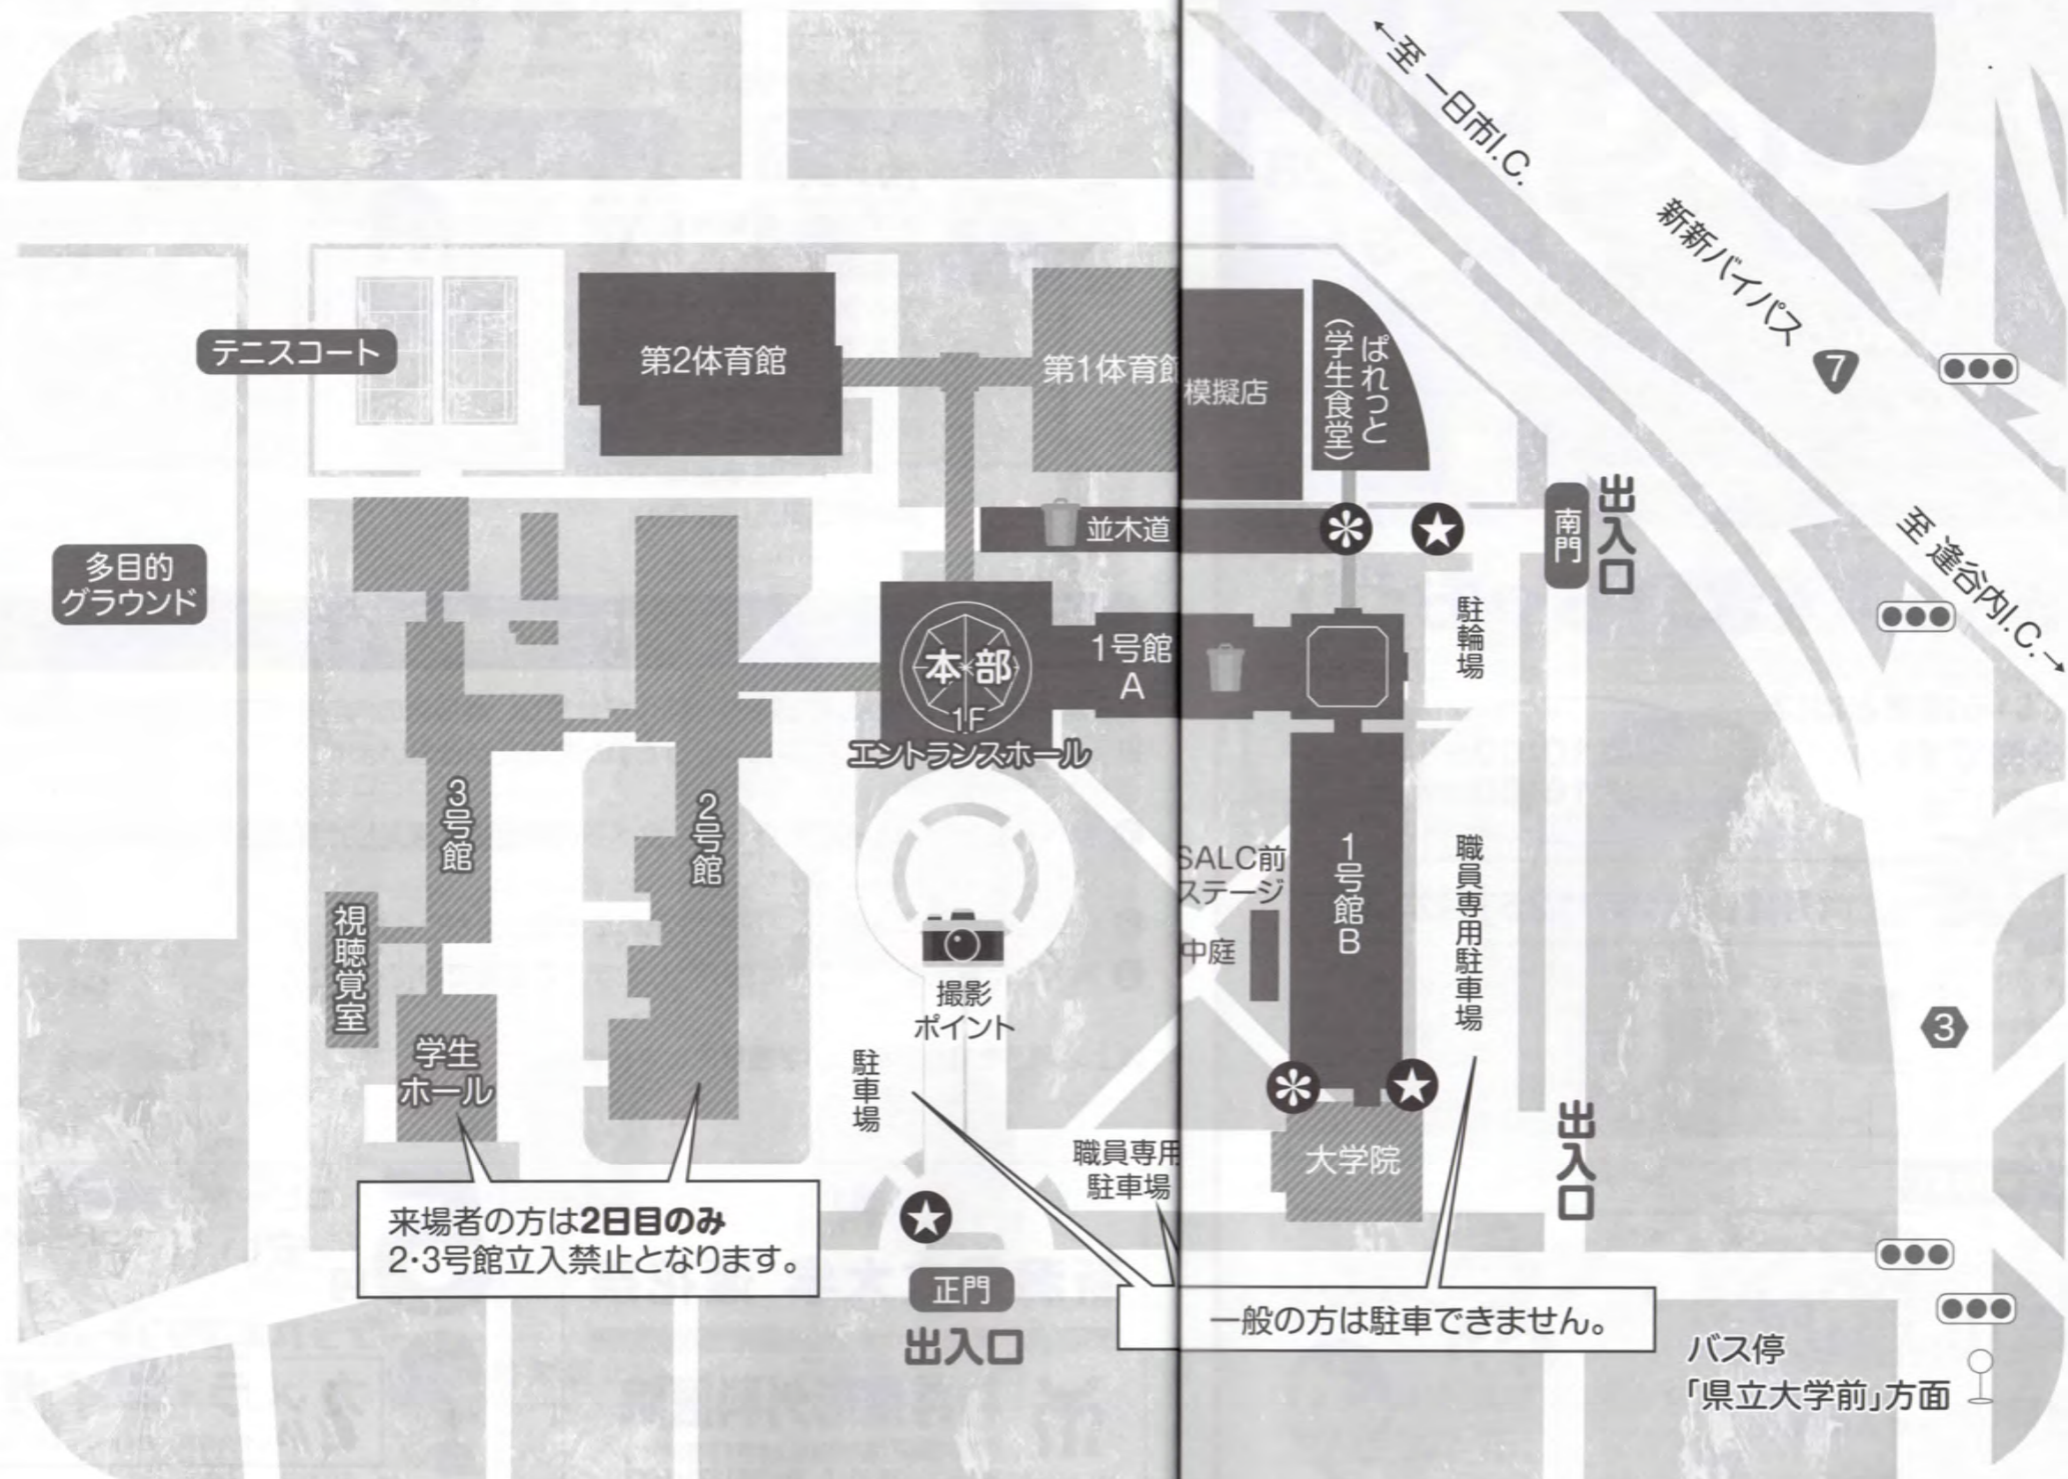 ←至 一日市I.C.
新新バイパス
7
至 逢谷内I.C.→
テニスコート
第2体育館
第1体育館
模擬店
ぱれっと
(学生食堂)
多目的
グラウンド
並木道
南門
出入口
駐輪場
本部
1F
エントランスホール
1号館
A
3号館
2号館
視聴覚室
学生
ホール
撮影
ポイント
SALC前
ステージ
中庭
1号館B
職員専用駐車場
3
駐車場
職員専用
駐車場
大学院
出入口
来場者の方は2日目のみ
2・3号館立入禁止となります。
正門
出入口
一般の方は駐車できません。
バス停
「県立大学前」方面